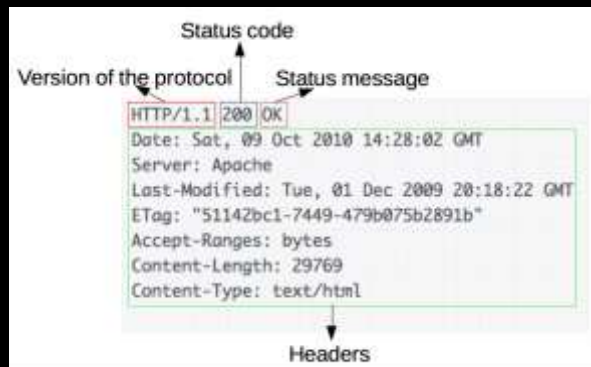 Status code
Version of the protocol
Status message
HTTP/1.1 200 OK
Date: Sat, 09 Oct 2010 14:28:02 GMT
Server: Apache
Last-Modified: Tue, 01 Dec 2009 20:18:22 GMT
ETag: "51142bc1-7449-479b075b2891b"
Accept-Ranges: bytes
Content-Length: 29769
Content-Type: text/html
Headers